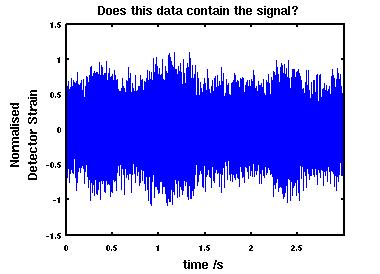 Does this data contain the signal?
1.5
1
0.5
0
-0.5
-1
-1.5
Normalised
Detector Strain
0 0.5 1 1.5 2 2.5
time /s